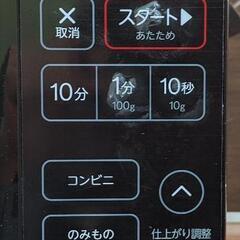 × スタート▶
取消 あたため
10分 1分 10秒
100g 10g
コンビニ
のみもの 仕上がり調整